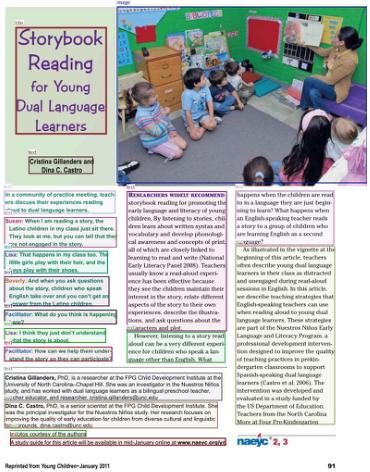 Storybook
Reading
for Young
Dual Language
Learners
Cristina Gillanders and
Dina C. Castro
In a community of practice meeting, teach-
ers discuss their experiences reading
aloud to dual language learners.
Susan: When I am reading a story, the
Latino children in my class just sit there.
They look at me, but you can tell that they
are not engaged in the story.
Lisa: That happens in my class too. The
little girls play with their hair, and the
boys play with their shoes.
Beverly: And when you ask questions
about the story, children who speak
English take over and you can't get an
answer from the Latino children.
Facilitator: What do you think is happening
here?
Lisa: I think they just don't understand
what the story is about.
Facilitator: How can we help them under-
stand the story so they can participate?
RESEARCHERS WIDELY RECOMMEND
storybook reading for promoting the
early language and literacy of young
children. By listening to stories, chil-
dren learn about written syntax and
vocabulary and develop phonologi-
cal awareness and concepts of print,
all of which are closely linked to
learning to read and write (National
Early Literacy Panel 2008). Teachers
usually know a read-aloud experi-
ence has been effective because
they see the children maintain their
interest in the story, relate different
aspects of the story to their own
experiences, describe the illustra-
tions, and ask questions about the
characters and plot.
However, listening to a story read
aloud can be a very different experi-
ence for children who speak a lan-
guage other than English. What
happens when the children are read
to in a language they are just begin-
ning to learn? What happens when
an English-speaking teacher reads
a story to a group of children who
are learning English as a second
language?
As illustrated in the vignette at the
beginning of this article, teachers
often describe young dual language
learners in their class as distracted
and unengaged during read-aloud
sessions in English. In this article,
we describe teaching strategies that
English-speaking teachers can use
when reading aloud to young dual
language learners. These strategies
are part of the Nuestros Niños Early
Language and Literacy Program, a
professional development interven-
tion designed to improve the quality
of teaching practices in prekin-
dergarten classrooms to support
Spanish-speaking dual language
learners (Castro et al. 2006). The
intervention was developed and
evaluated in a study funded by
the US Department of Education.
Teachers from the North Carolina
More at Four Pre-Kindergarten
Cristina Gillanders, PhD, is a researcher at the FPG Child Development Institute at the
University of North Carolina–Chapel Hill. She was an investigator in the Nuestros Niños
study, and has worked with dual language learners as a bilingual preschool teacher,
teacher educator, and researcher. cristina.gillanders@unc.edu
Dina C. Castro, PhD, is a senior scientist at the FPG Child Development Institute. She
was the principal investigator for the Nuestros Niños study. Her research focuses on
improving the quality of early education for children from diverse cultural and linguistic
backgrounds. dina.castro@unc.edu
Photos courtesy of the authors
A study guide for this article will be available in mid-January online at www.naeyc.org/yc.
naeyc 2, 3
Reprinted from Young Children•January 2011
91